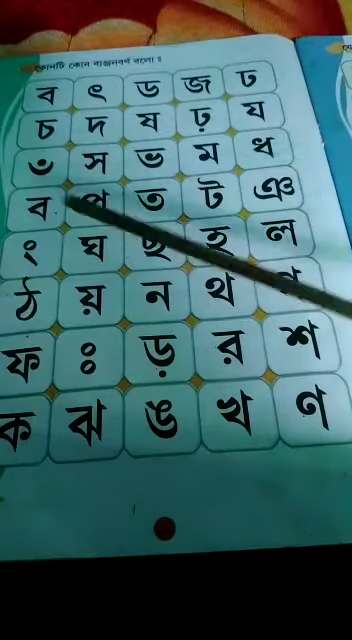 কোনটি কোন ব্যঞ্জনবর্ণ বলো ঃ
ব ৎ ড জ ঢ
চ দ ষ ঢ় য
ঁ স ভ ম ধ
ব ত ট ঞ
ং ঘ ছ হ ল
ঠ য় ন থ
ফ ঃ ড় র শ
ক ঝ ঙ খ ণ